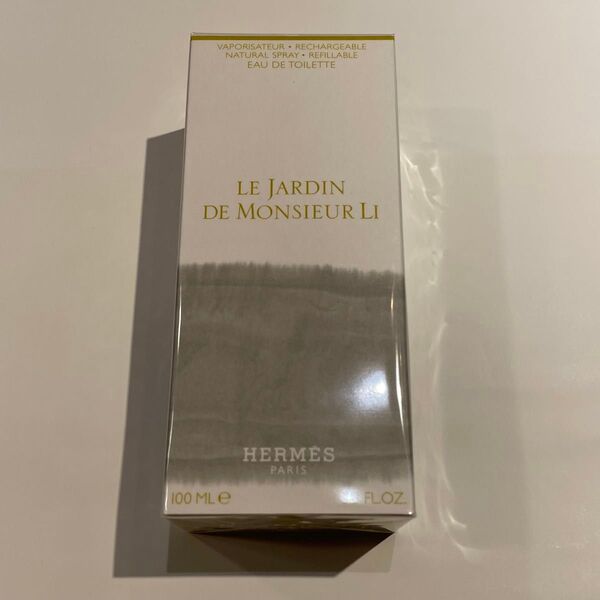 VAPORISATEUR • RECHARGEABLE
NATURAL SPRAY • REFILLABLE
EAU DE TOILETTE
LE JARDIN
DE MONSIEUR LI
HERMÈS
PARIS
100 ML ℮ FL.OZ.